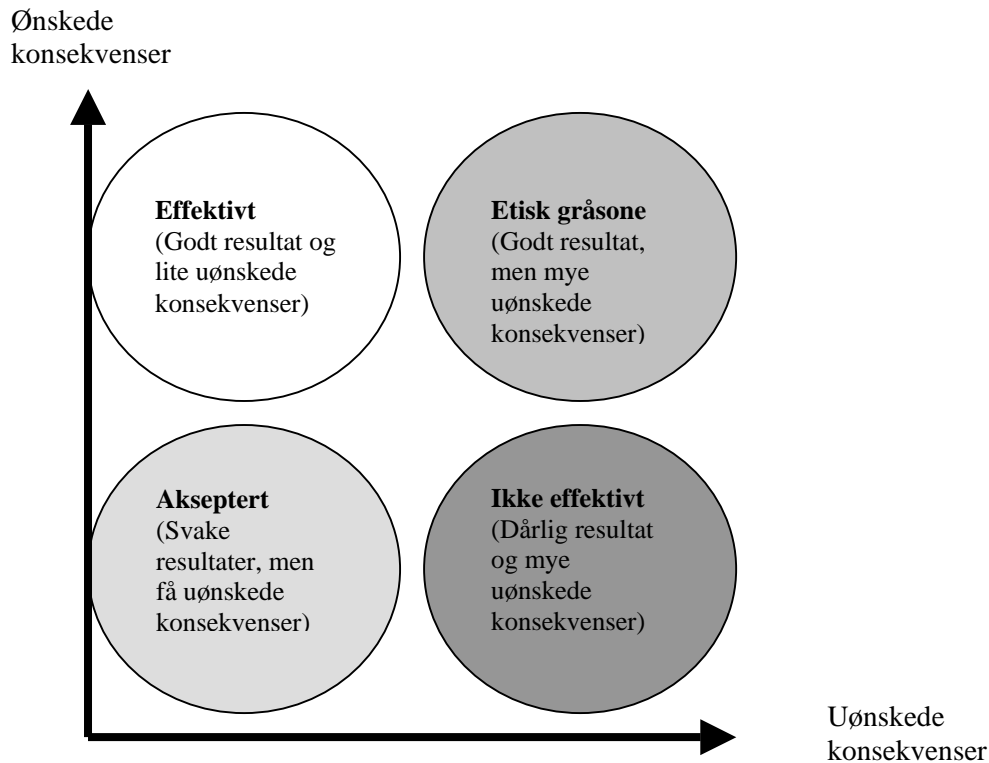 Ønskede
konsekvenser
Effektivt
(Godt resultat og
lite uønskede
konsekvenser)
Etisk gråsone
(Godt resultat,
men mye
uønskede
konsekvenser)
Akseptert
(Svake
resultater, men
få uønskede
konsekvenser)
Ikke effektivt
(Dårlig resultat
og mye
uønskede
konsekvenser)
Uønskede
konsekvenser